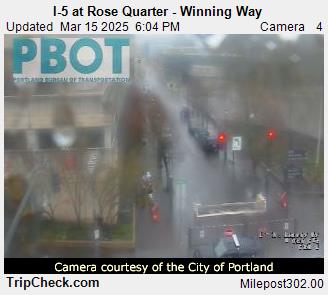 I-5 at Rose Quarter - Winning Way
Updated Mar 15 2025 6:04 PM Camera 4
PBOT
PORTLAND BUREAU OF TRANSPORTATION
Camera courtesy of the City of Portland
TripCheck.com Milepost302.00